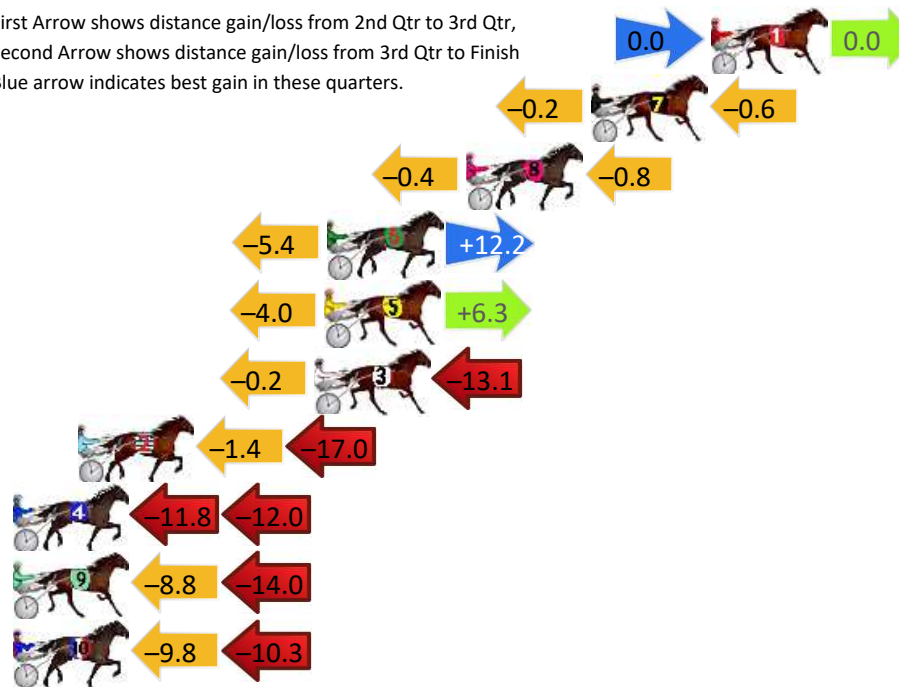 irst Arrow shows distance gain/loss from 2nd Qtr to 3rd Qtr,
econd Arrow shows distance gain/loss from 3rd Qtr to Finish
Blue arrow indicates best gain in these quarters.
0.0 1 0.0
−0.2 7 −0.6
−0.4 8 −0.8
−5.4 6 +12.2
−4.0 5 +6.3
−0.2 3 −13.1
2 −1.4 −17.0
4 −11.8 −12.0
9 −8.8 −14.0
10 −9.8 −10.3